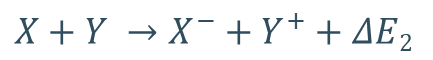 X + Y → X⁻ + Y⁺ + ΔE₂